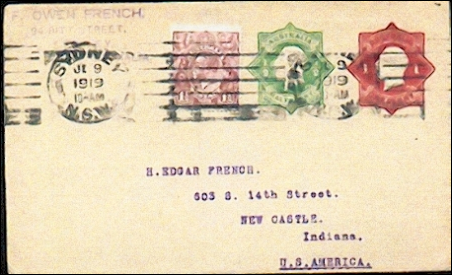 F. OWEN FRENCH,
STREET.
SYDNEY
JE 9
1919
10-AM
N.S.W.
AUSTRALIA
H. EDGAR FRENCH.
603 S. 14th Street.
NEW CASTLE.
Indiana.
U.S.AMERICA.